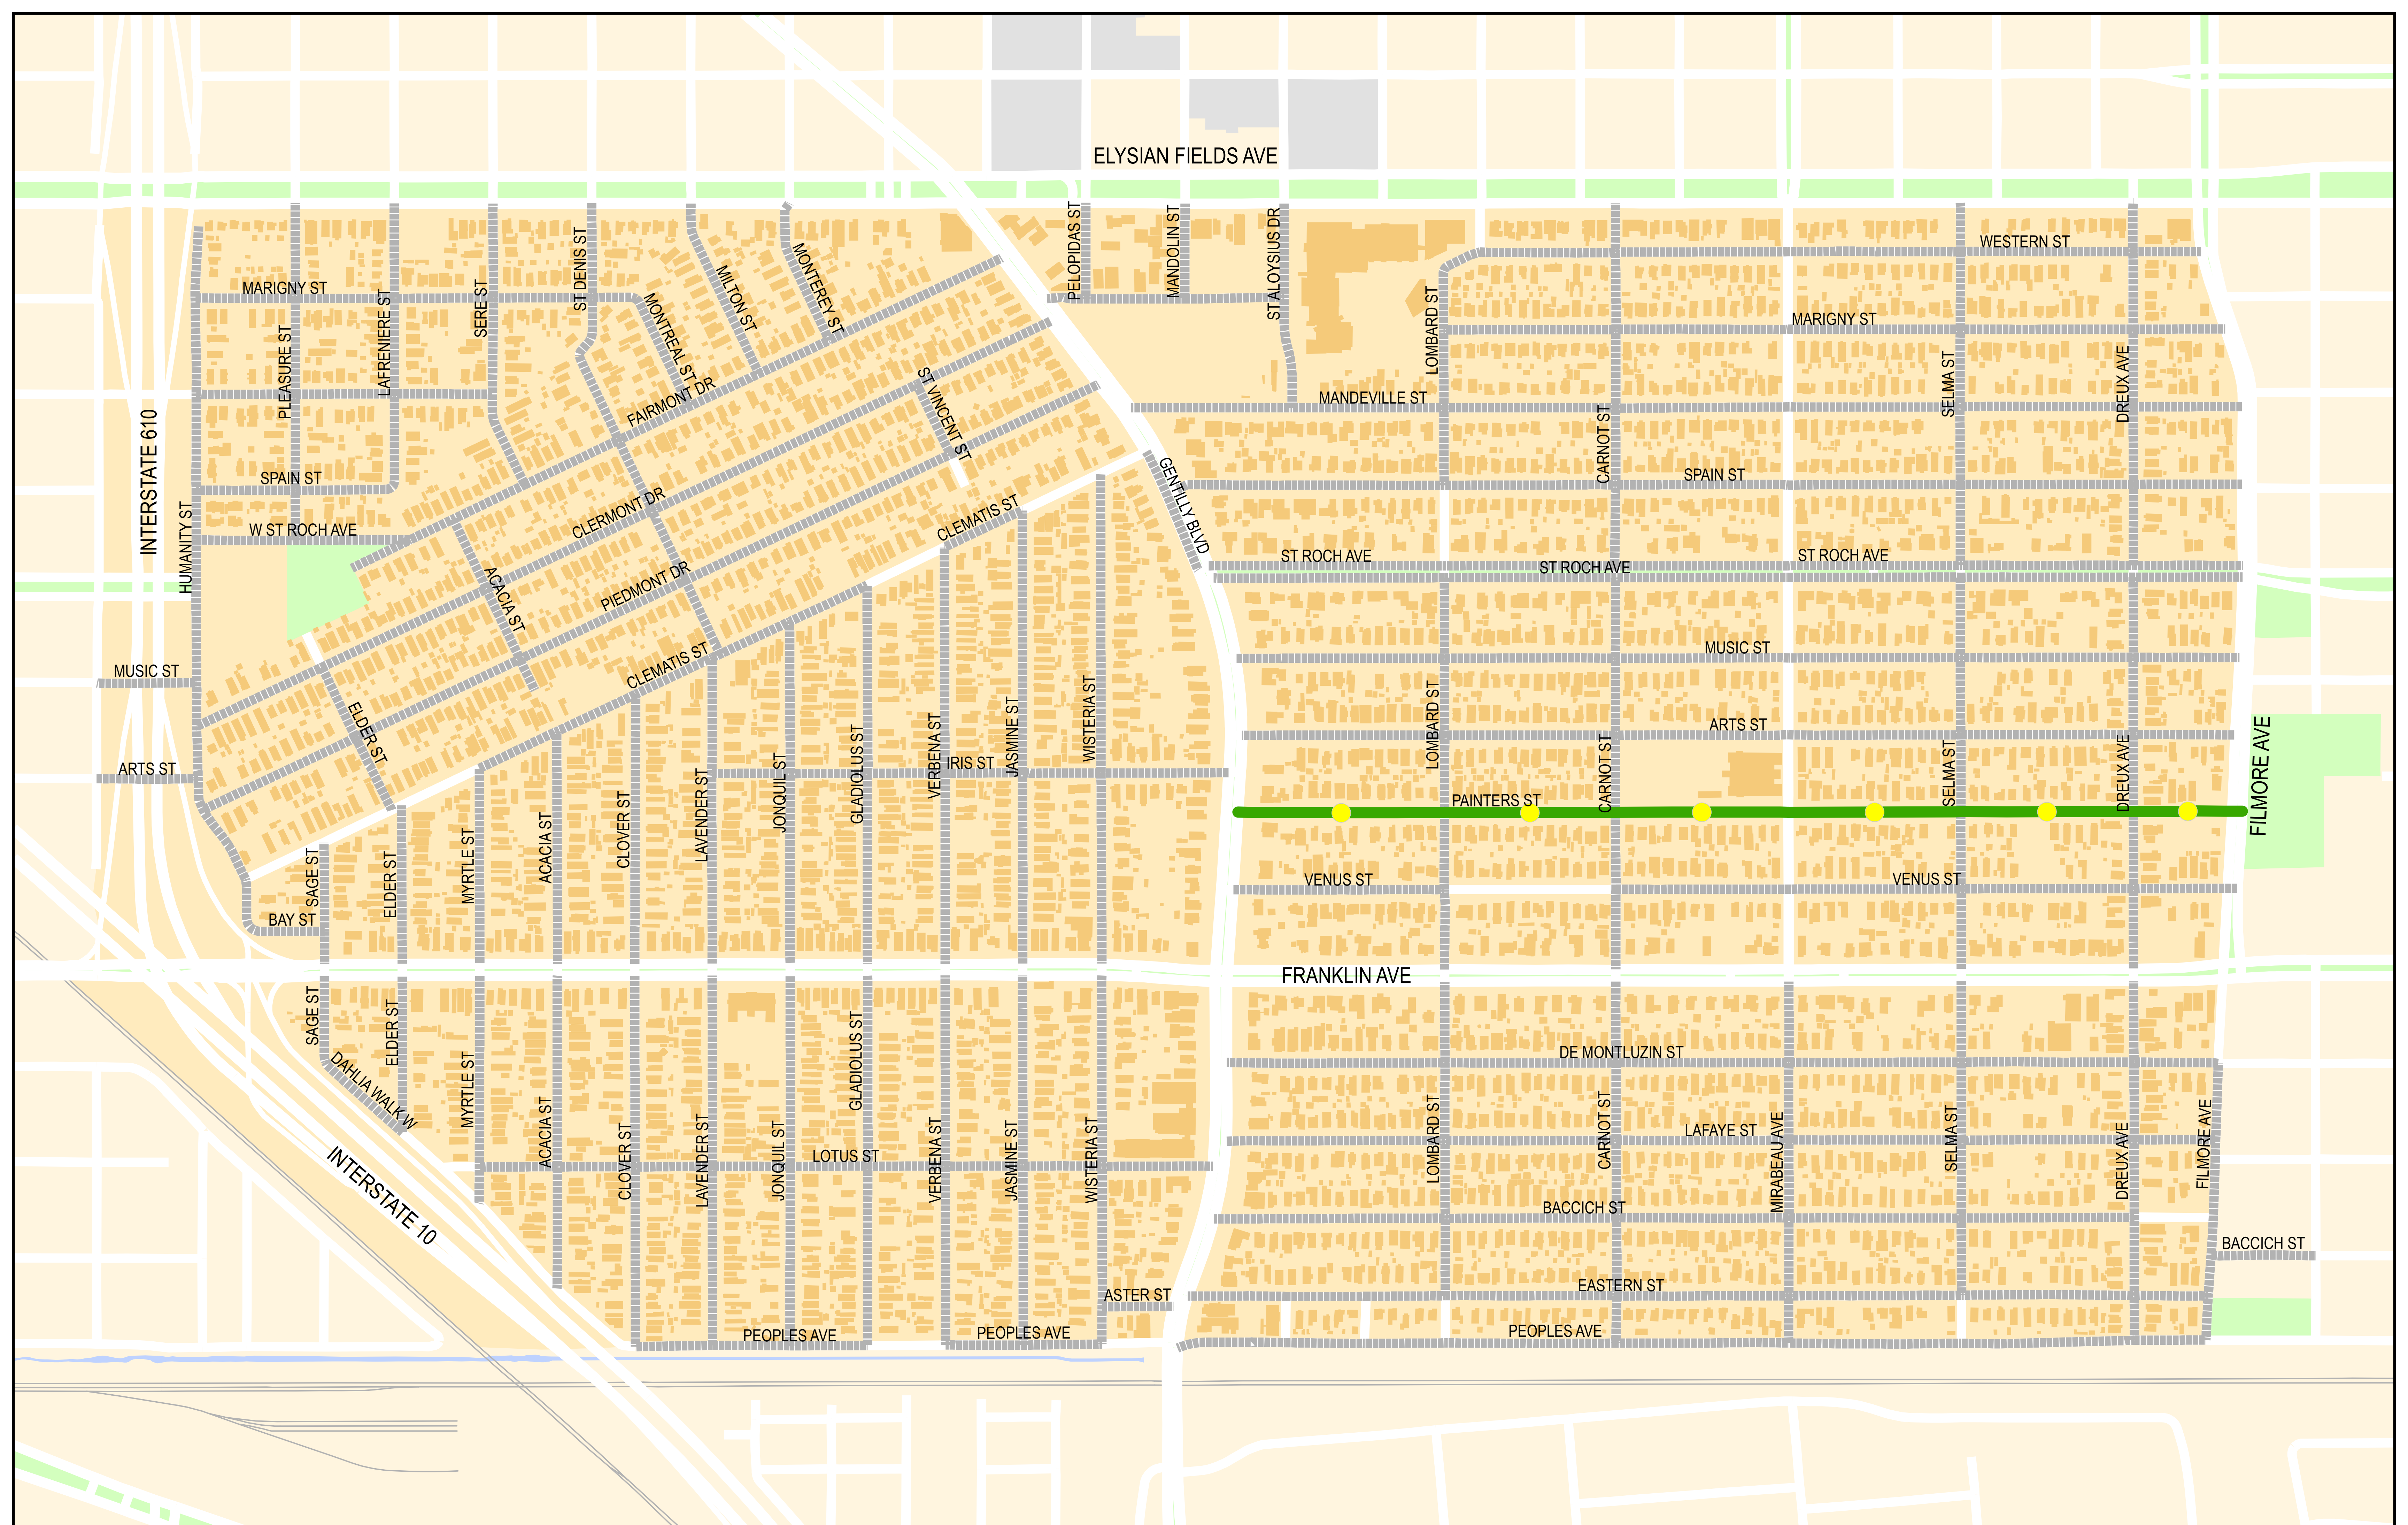 ELYSIAN FIELDS AVE
PELOPIDAS ST
MANDOLIN ST
ST ALOYSIUS DR
ST DENIS ST
WESTERN ST
MONTEREY ST
MILTON ST
MARIGNY ST
LAFRENIERE ST
SERE ST
MONTREAL ST
LOMBARD ST
MARIGNY ST
PLEASURE ST
SELMA ST
DREUX AVE
FAIRMONT DR
ST VINCENT ST
MANDEVILLE ST
CARNOT ST
INTERSTATE 610
SPAIN ST
GENTILLY BLVD
SPAIN ST
HUMANITY ST
W ST ROCH AVE
CLERMONT DR
CLEMATIS ST
ST ROCH AVE
ST ROCH AVE
ST ROCH AVE
ACACIA ST
PIEDMONT DR
MUSIC ST
CLEMATIS ST
MUSIC ST
WISTERIA ST
LOMBARD ST
ELDER ST
GLADIOLUS ST
VERBENA ST
JASMINE ST
ARTS ST
CARNOT ST
SELMA ST
DREUX AVE
FILMORE AVE
ARTS ST
IRIS ST
LAVENDER ST
JONQUIL ST
PAINTERS ST
CLOVER ST
ACACIA ST
MYRTLE ST
SAGE ST
ELDER ST
VENUS ST
VENUS ST
BAY ST
FRANKLIN AVE
SAGE ST
ELDER ST
GLADIOLUS ST
DE MONTLUZIN ST
DAHLIA WALK W
MYRTLE ST
ACACIA ST
CLOVER ST
LAVENDER ST
JONQUIL ST
LOTUS ST
VERBENA ST
JASMINE ST
WISTERIA ST
LOMBARD ST
CARNOT ST
LAFAYE ST
MIRABEAU AVE
SELMA ST
DREUX AVE
FILMORE AVE
INTERSTATE 10
BACCICH ST
BACCICH ST
ASTER ST
EASTERN ST
PEOPLES AVE
PEOPLES AVE
PEOPLES AVE